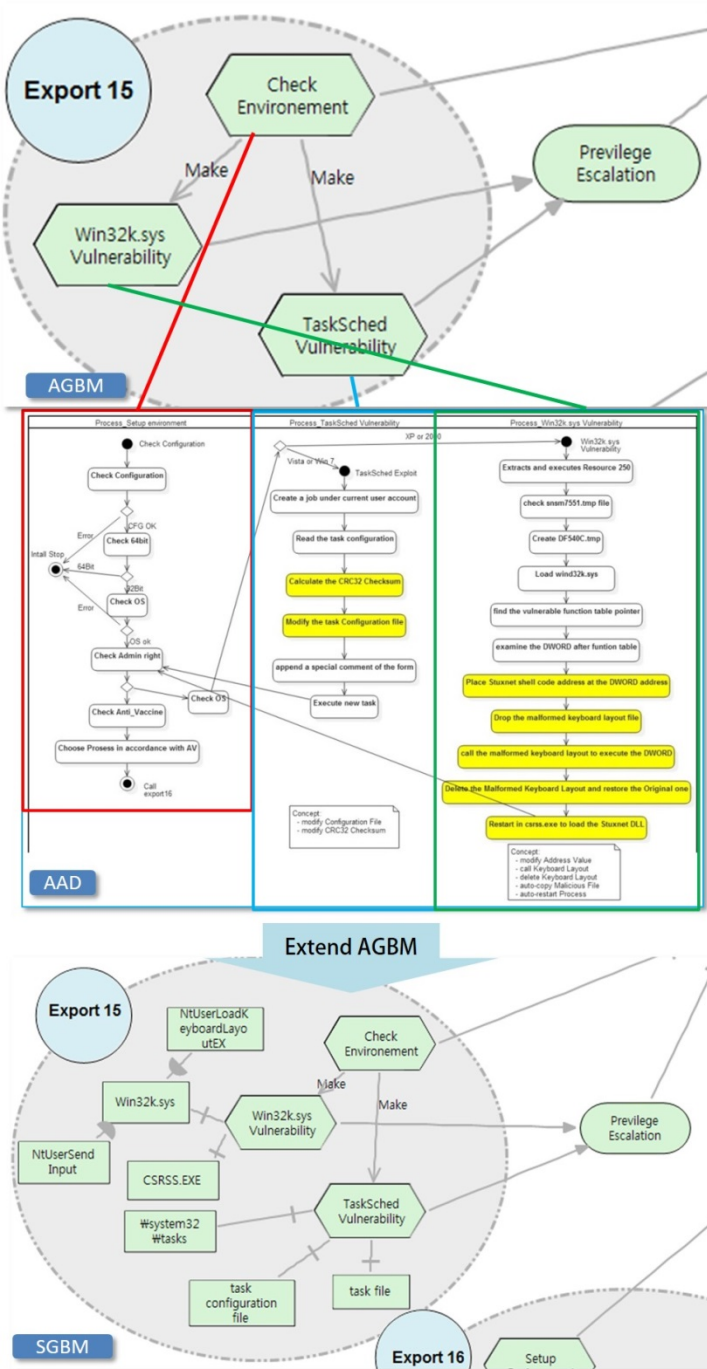 Export 15
Check
Environement
Make
Make
Previlege
Escalation
Win32k.sys
Vulnerability
TaskSched
Vulnerability
AGBM
Process_Setup environment
Check Configuration
Check Configuration
CFG OK
Error
Check 64bit
Intall Stop
64Bit
32Bit
Check OS
Error
OS ok
Check Admin right
Check OS
Check Anti_Vaccine
Choose Prosess in accordance with AV
Call
export16
Process_TaskSched Vulnerability
XP or 2000
Vista or Win 7
TaskSched Exploit
Create a job under current user account
Read the task configuration
Calculate the CRC32 Checksum
Modify the task Configuration file
append a special comment of the form
Execute new task
Concept:
- modify Configuration File
- modify CRC32 Checksum
Process_Win32k.sys Vulnerability
Win32k.sys
Vulnerability
Extracts and executes Resource 250
check snsm7551.tmp file
Create DF540C.tmp
Load wind32k.sys
find the vulnerable function table pointer
examine the DWORD after funtion table
Place Stuxnet shell code address at the DWORD address
Drop the malformed keyboard layout file
call the malformed keyboard layout to execute the DWORD
Delete the Malformed Keyboard Layout and restore the Original one
Restart in csrss.exe to load the Stuxnet DLL
Concept:
- modify Address Value
- call Keyboard Layout
- delete Keyboard Layout
- auto-copy Malicious File
- auto-restart Process
AAD
Extend AGBM
Export 15
NtUserLoadK
eyboardLayo
utEX
Check
Environement
Make
Make
Win32k.sys
Win32k.sys
Vulnerability
Previlege
Escalation
NtUserSend
Input
CSRSS.EXE
TaskSched
Vulnerability
₩system32
₩tasks
task
configuration
file
task file
SGBM
Export 16
Setup